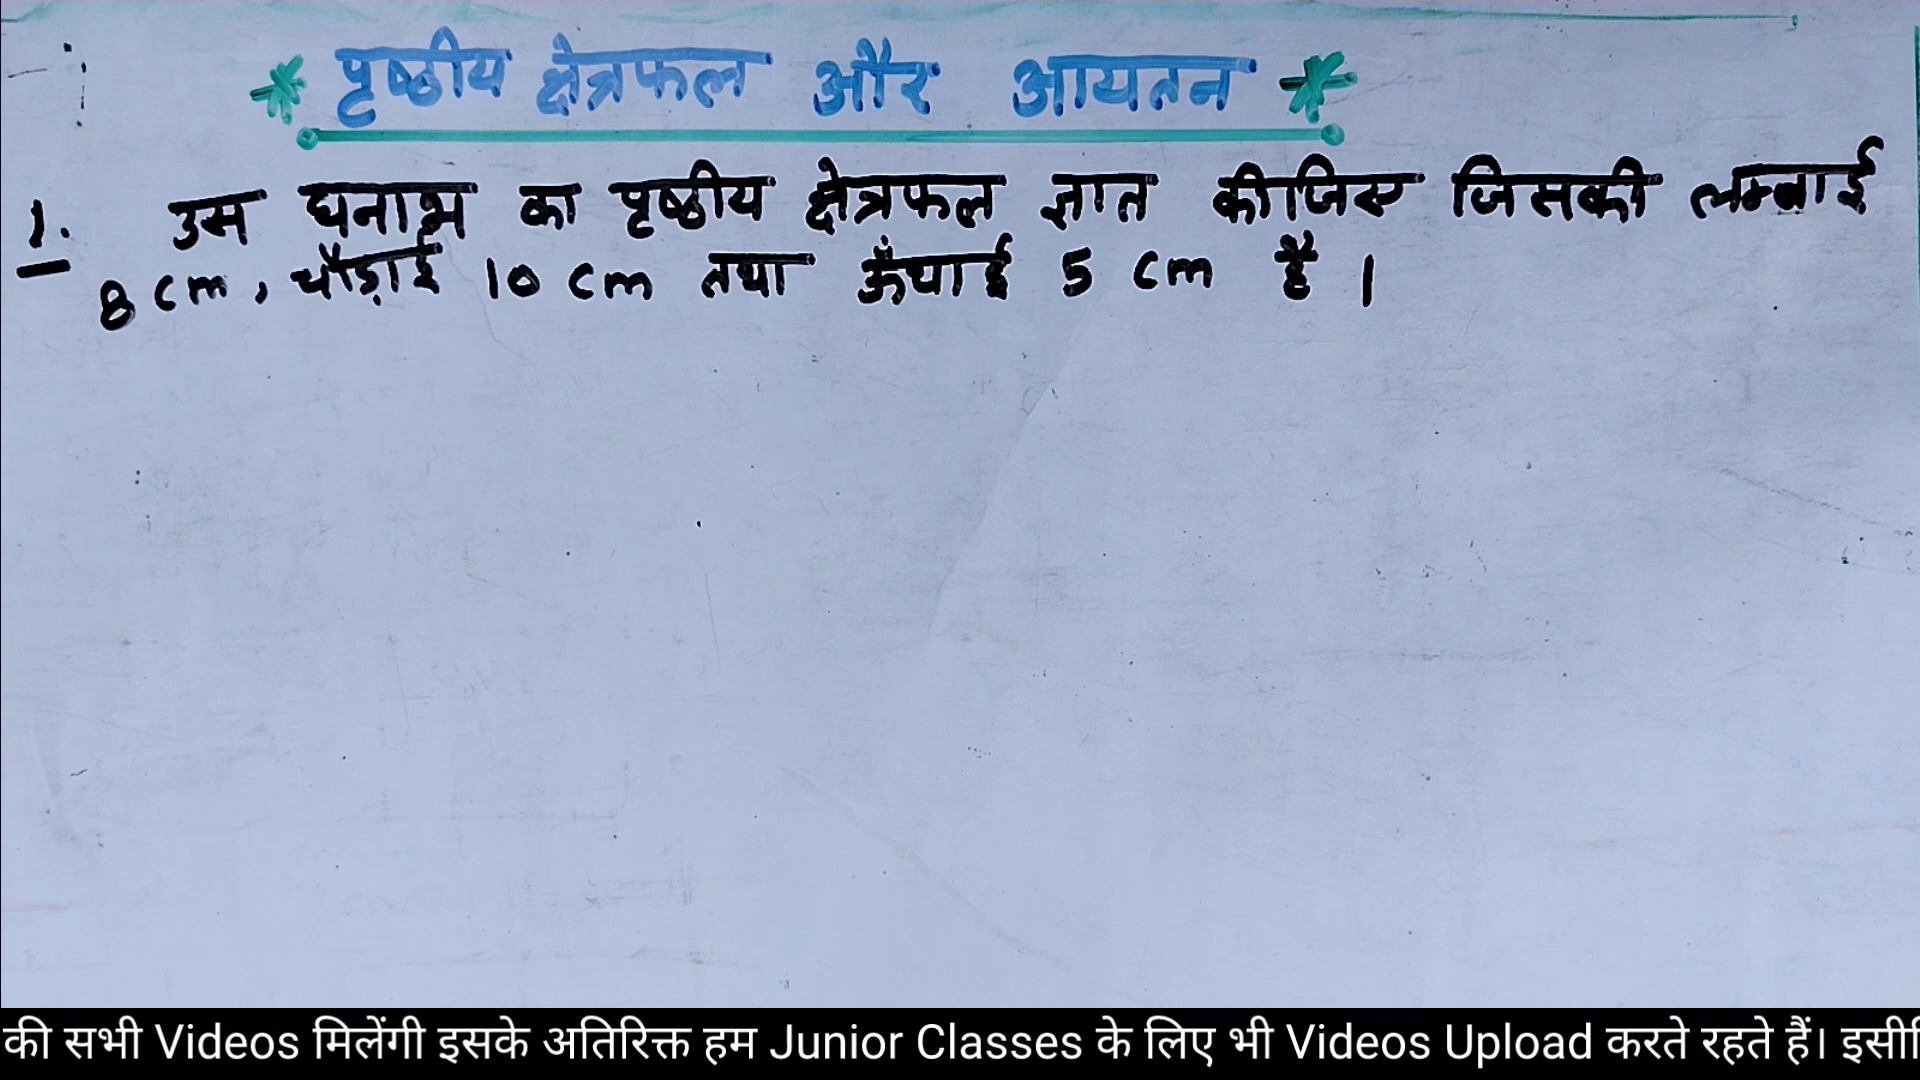 * पृष्ठीय क्षेत्रफल और आयतन *
1. उस घनाभ का पृष्ठीय क्षेत्रफल ज्ञात कीजिए जिसकी लम्बाई
8 cm, चौड़ाई 10 cm तथा ऊँचाई 5 cm है ।
की सभी Videos मिलेंगी इसके अतिरिक्त हम Junior Classes के लिए भी Videos Upload करते रहते हैं।